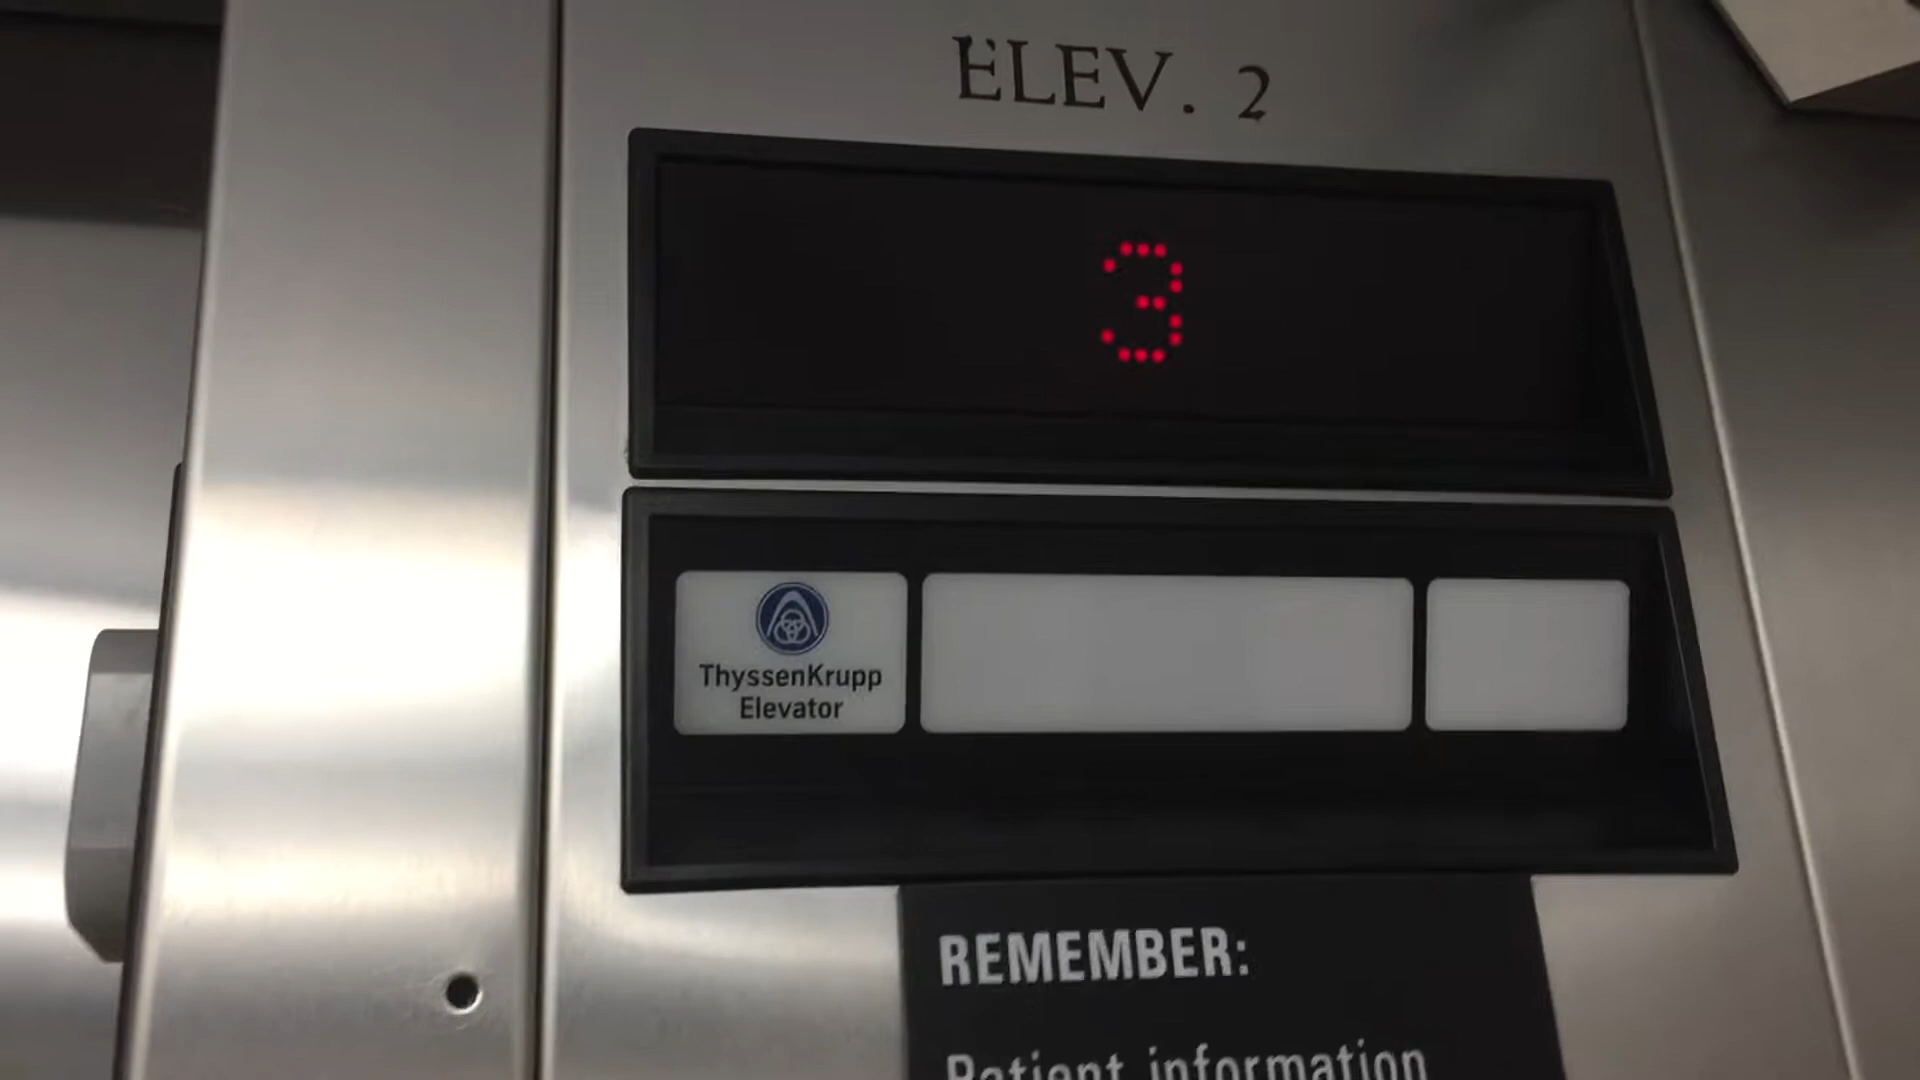 ELEV. 2
3
ThyssenKrupp
Elevator
REMEMBER:
Patient information